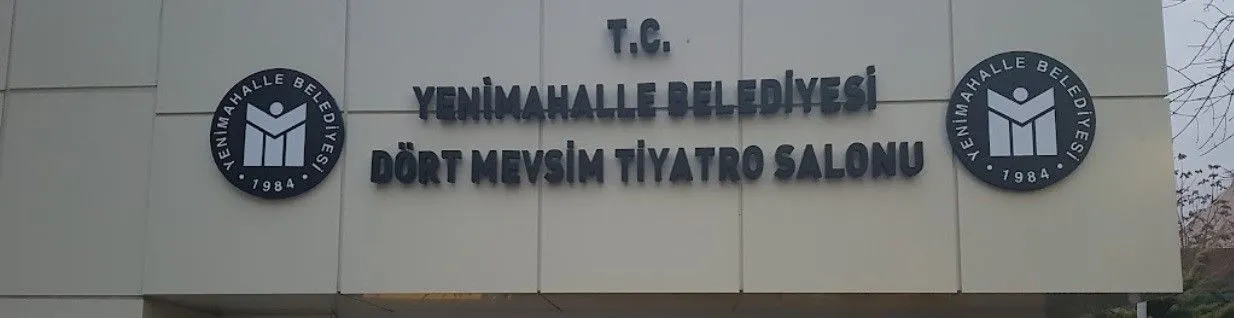 T.C.
YENİMAHALLE BELEDİYESİ
DÖRT MEVSİM TİYATRO SALONU
YENİMAHALLE BELEDİYESİ
· 1984 ·
YENİMAHALLE BELEDİYESİ
· 1984 ·